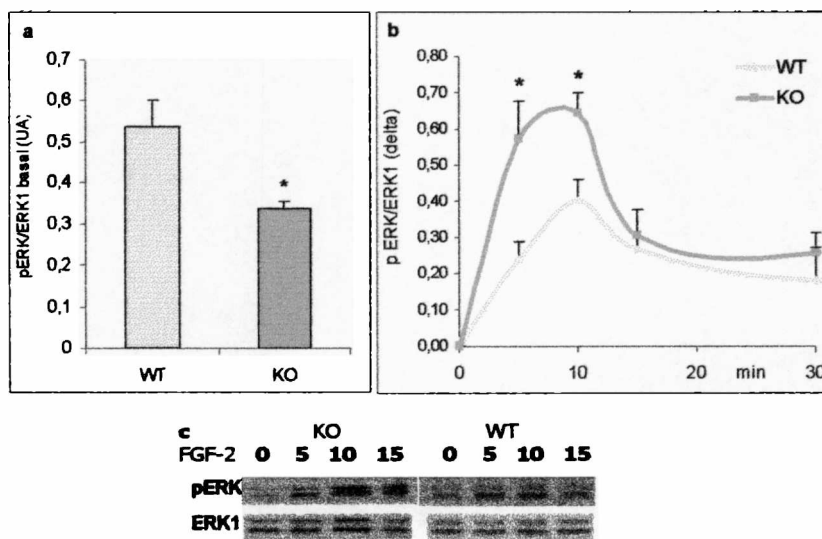 a
pERK/ERK1 basal (UA)
0,7
0,6
0,5
0,4
0,3
0,2
0,1
0
*
WT
KO
b
p ERK/ERK1 (delta)
0,80
0,70
0,60
0,50
0,40
0,30
0,20
0,10
0,00
* *
WT
KO
0 10 min 30
c KO WT
FGF-2 0 5 10 15 0 5 10 15
pERK
ERK1